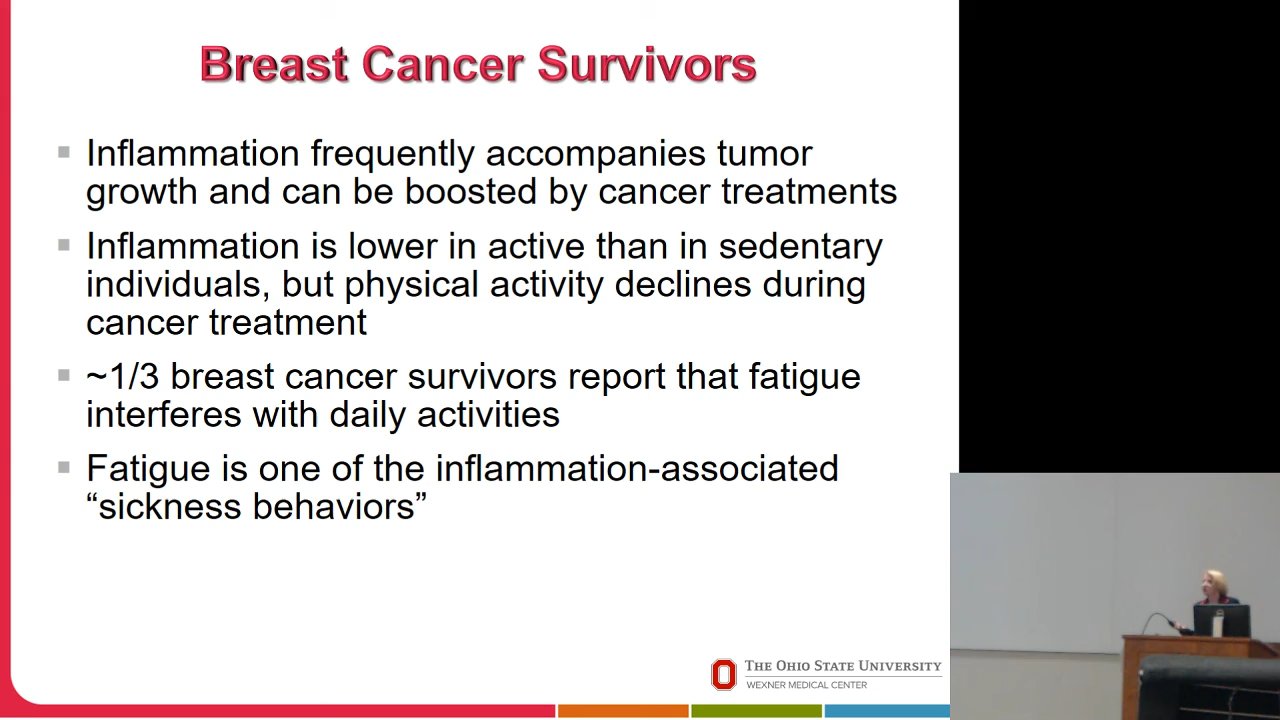 Breast Cancer Survivors
Inflammation frequently accompanies tumor
growth and can be boosted by cancer treatments
Inflammation is lower in active than in sedentary
individuals, but physical activity declines during
cancer treatment
~1/3 breast cancer survivors report that fatigue
interferes with daily activities
Fatigue is one of the inflammation-associated
“sickness behaviors”
THE OHIO STATE UNIVERSITY
WEXNER MEDICAL CENTER